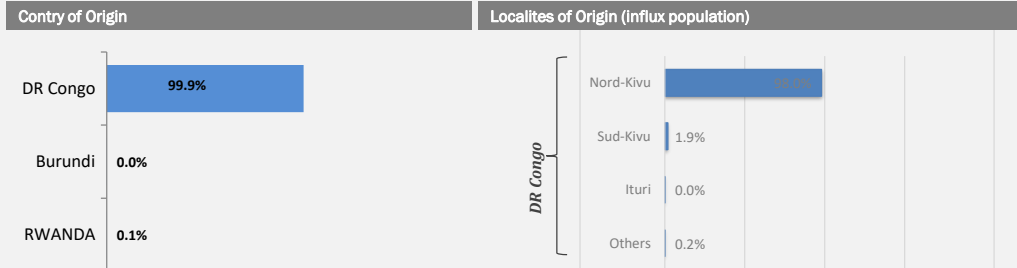 Contry of Origin
DR Congo
99.9%
Burundi
0.0%
RWANDA
0.1%
Localites of Origin (influx population)
DR Congo
Nord-Kivu
Sud-Kivu
1.9%
Ituri
0.0%
Others
0.2%